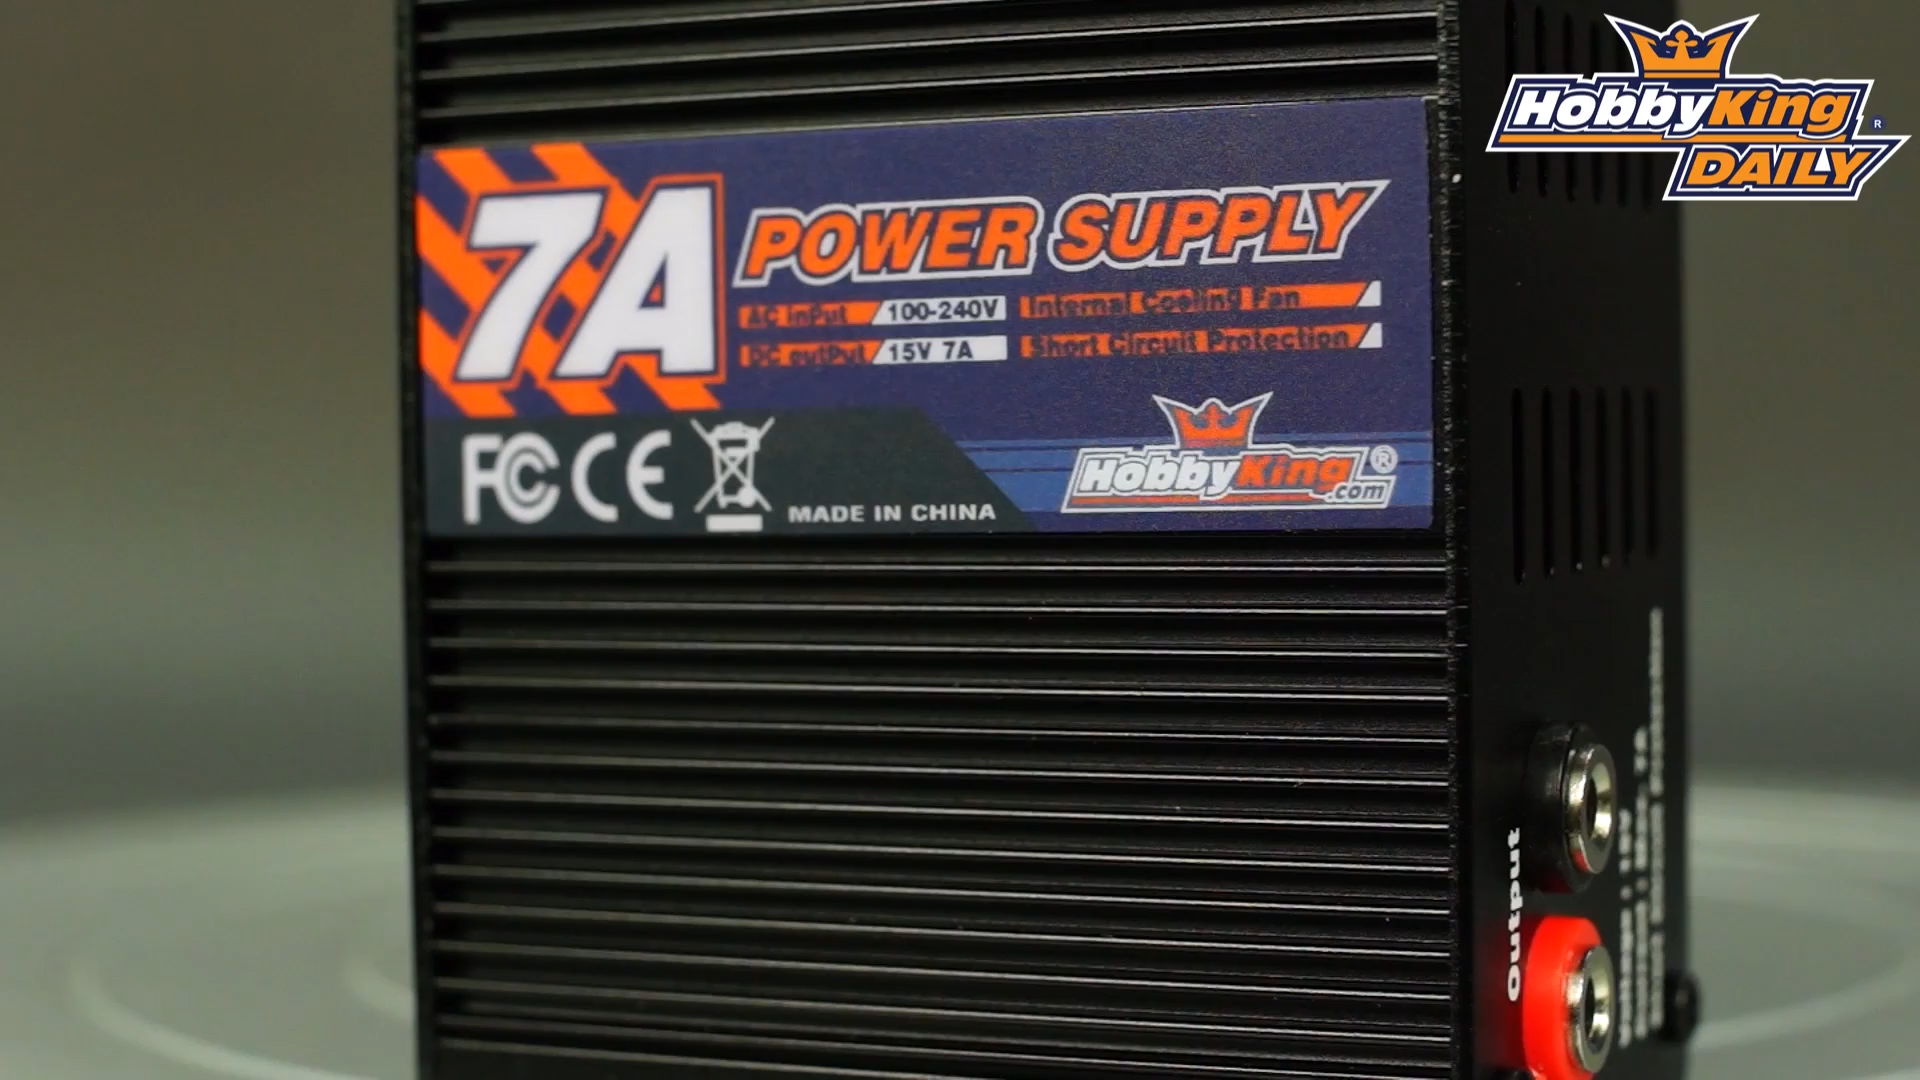 HobbyKing®
DAILY
7A POWER SUPPLY
AC inPut 100-240V Internal Cooling Fan
DC outPut 15V 7A Short Circuit Protection
FC CE MADE IN CHINA
HobbyKing®
.com
Output